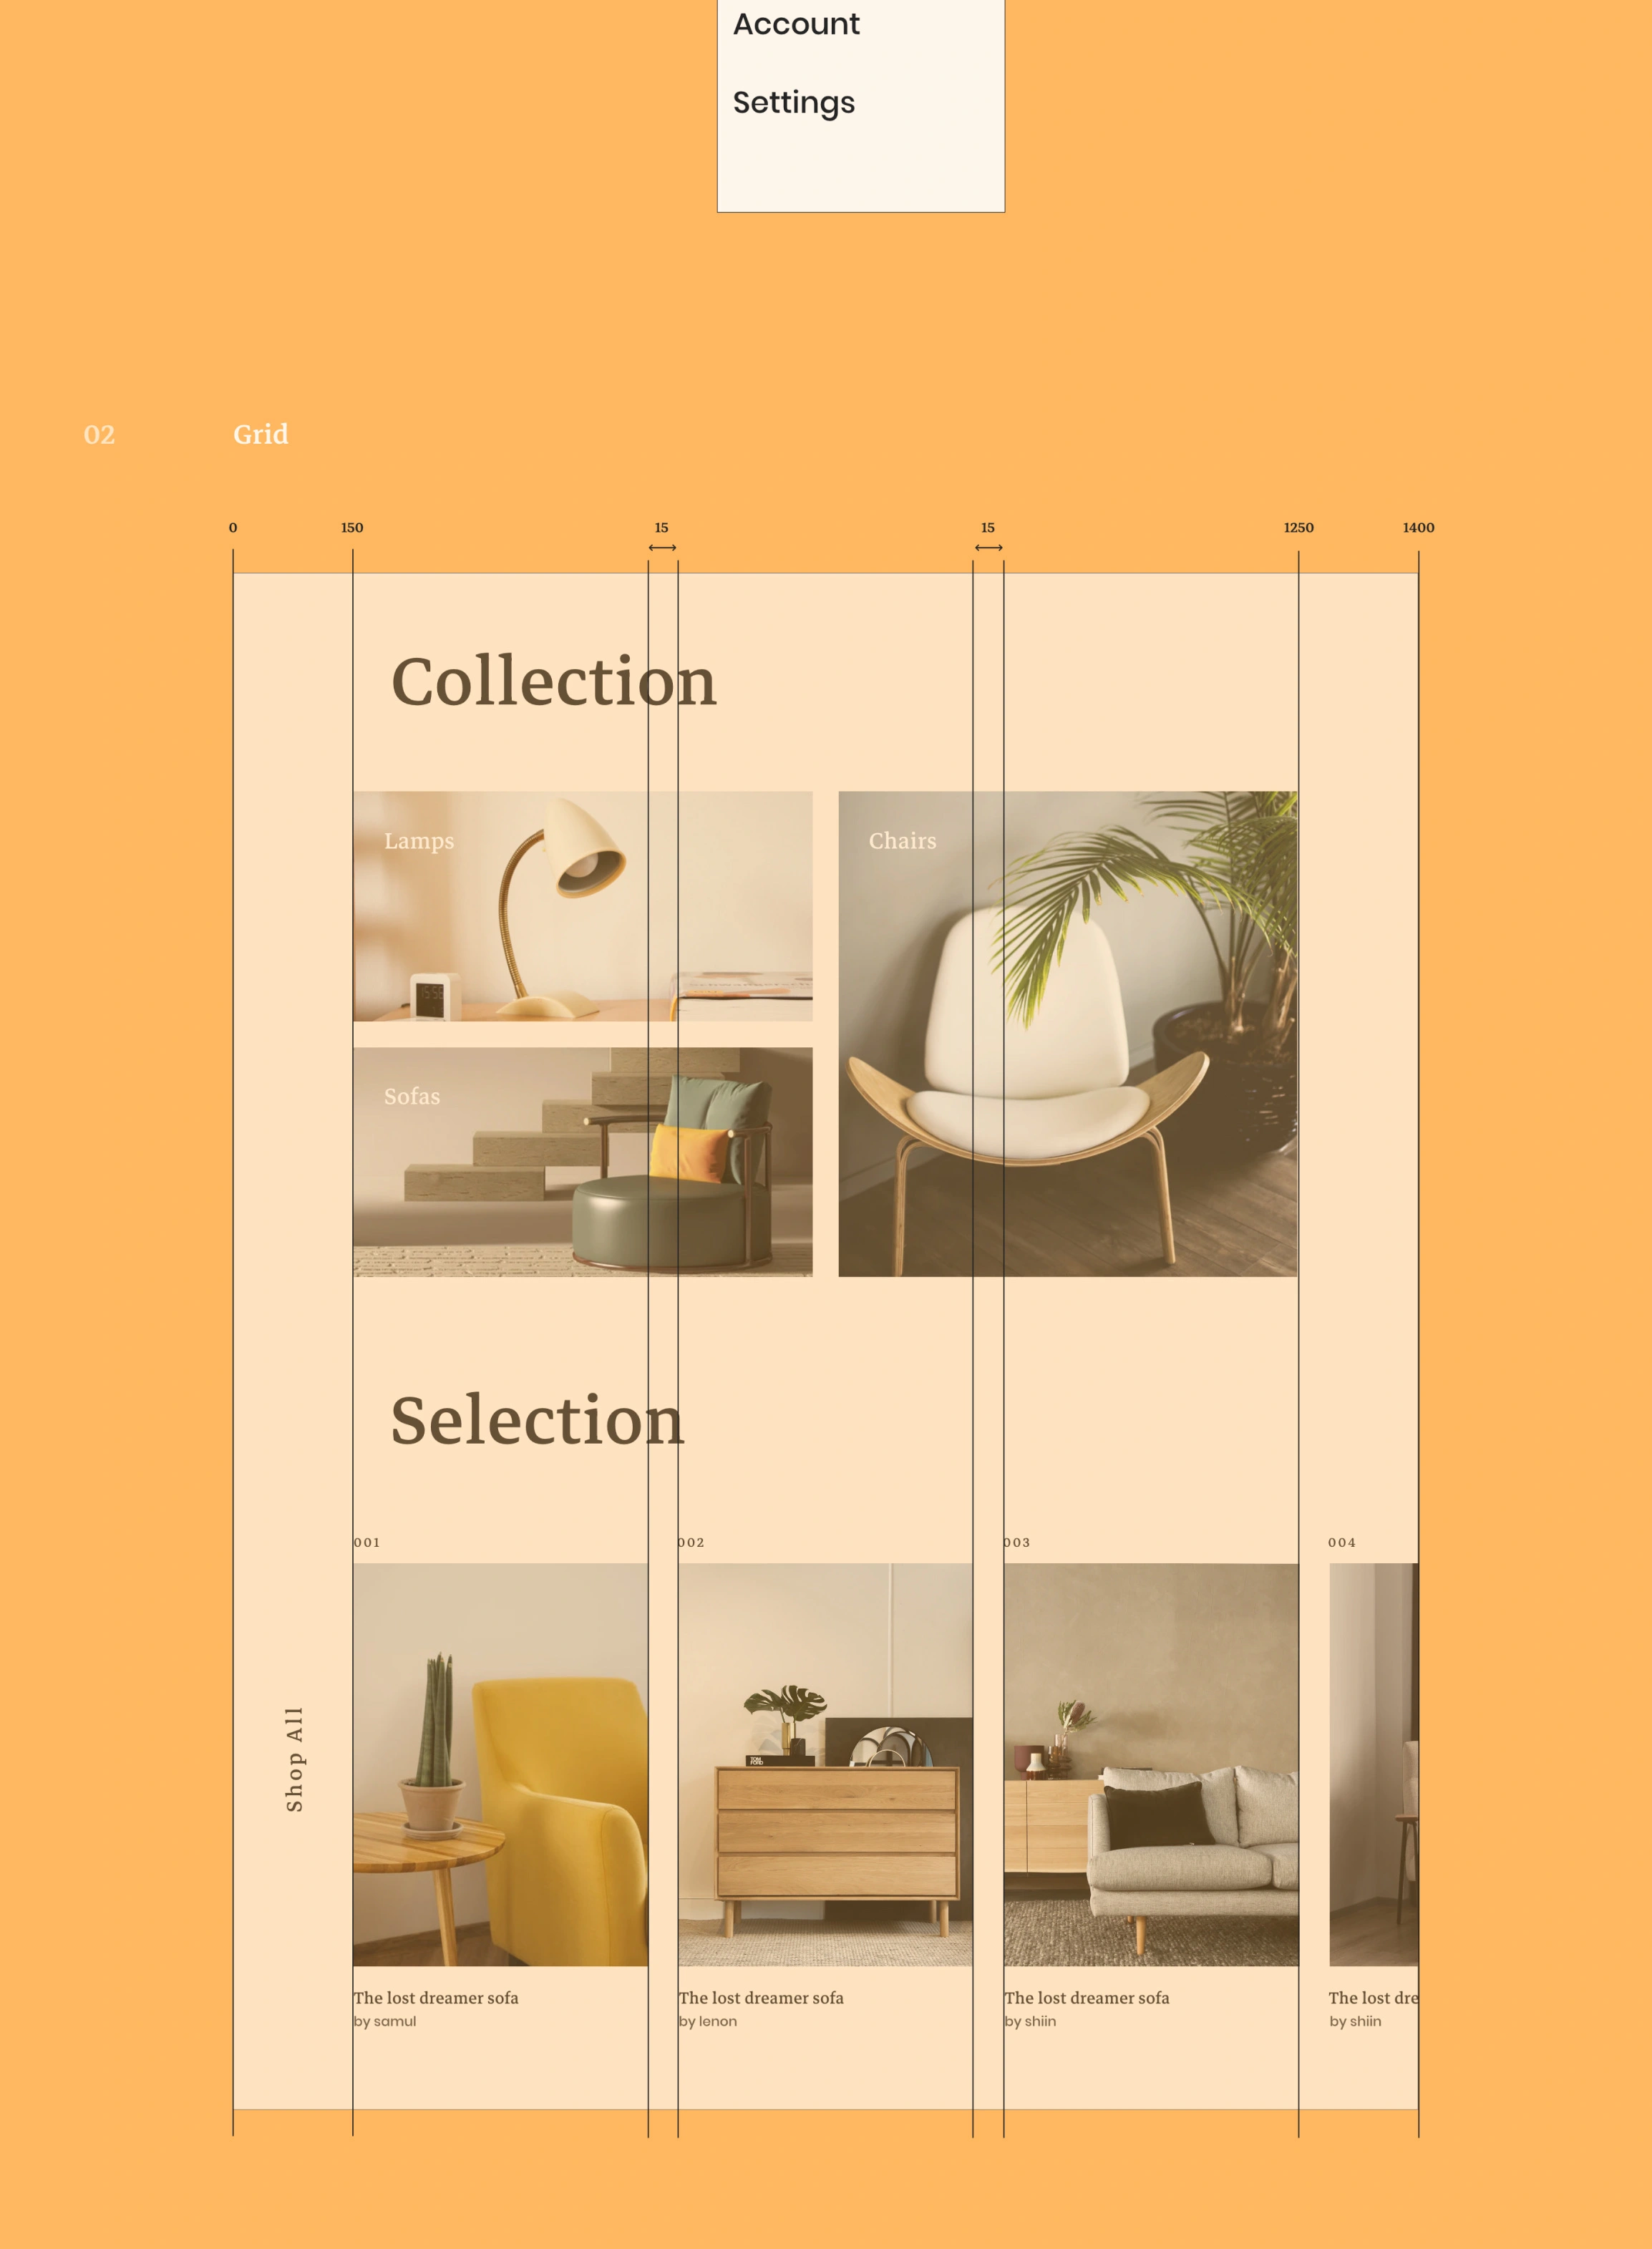 Account
Settings
02
Grid
0
150
15
15
1250
1400
Collection
Lamps
Chairs
Sofas
Selection
001
002
003
004
Shop All
TOM
FORD
The lost dreamer sofa
by samul
The lost dreamer sofa
by lenon
The lost dreamer sofa
by shiin
The lost dre
by shiin